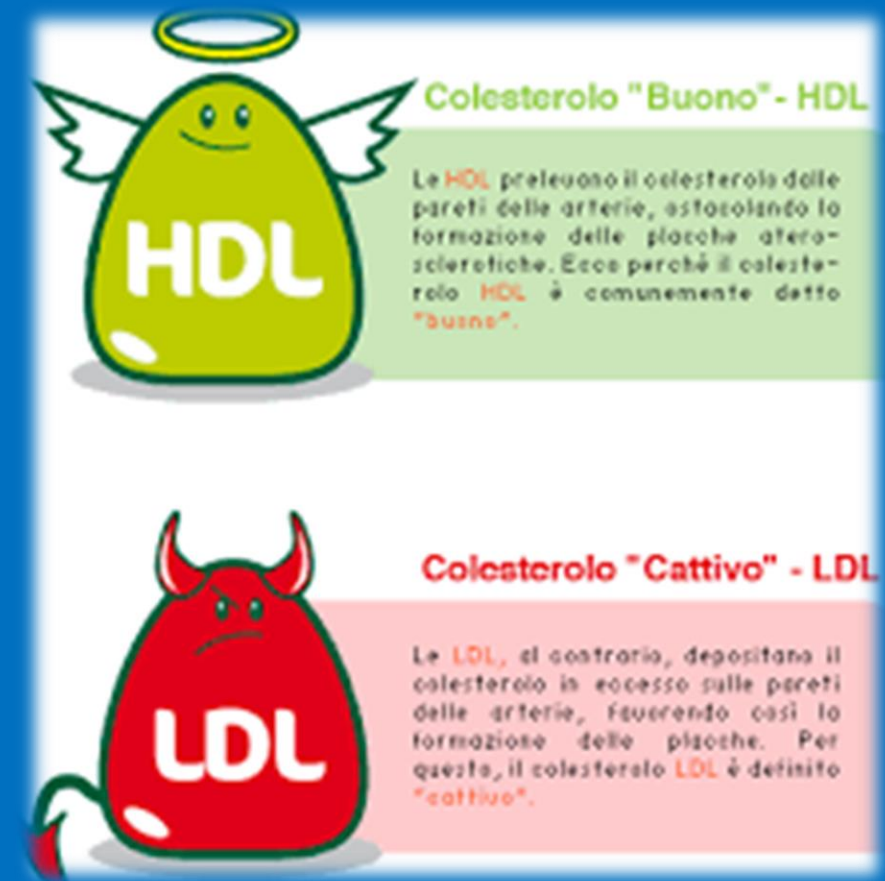 Colesterolo "Buono"- HDL
HDL
Le HDL prelevano il colesterolo dalle
pareti delle arterie, ostacolando la
formazione delle placche atero-
sclerotiche. Ecco perché il coleste-
rolo HDL è comunemente detto
"buono".
Colesterolo "Cattivo" - LDL
LDL
Le LDL, al contrario, depositano il
colesterolo in eccesso sulle pareti
delle arterie, favorendo così la
formazione delle placche. Per
questo, il colesterolo LDL è definito
"cattivo".